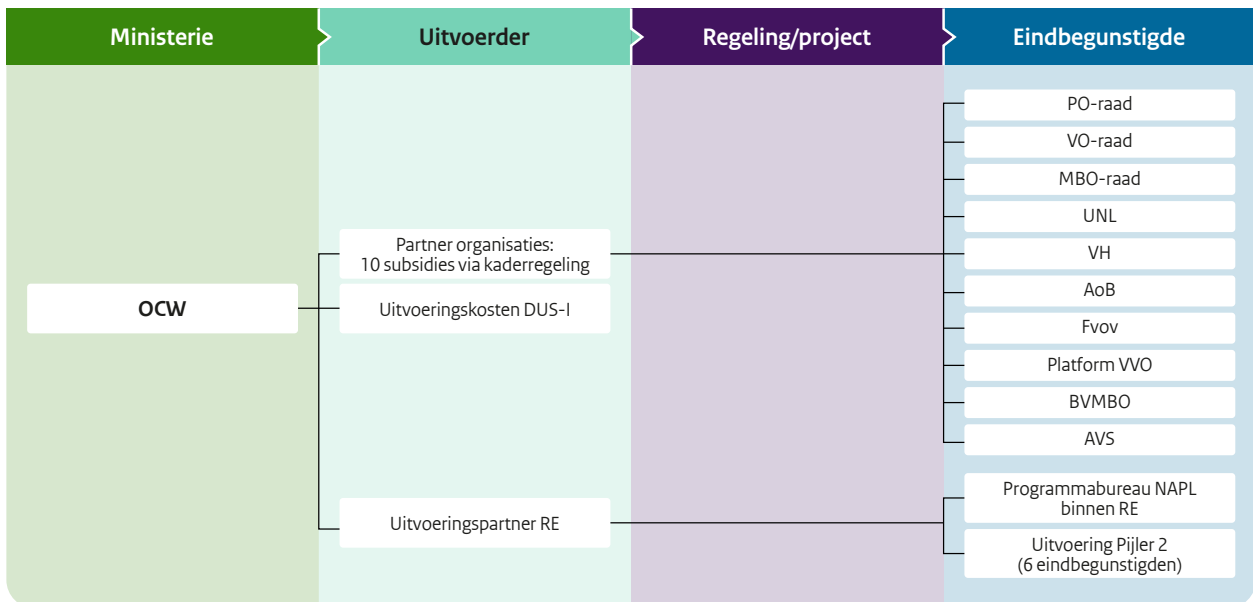 Ministerie
Uitvoerder
Regeling/project
Eindbegunstigde
OCW
Partner organisaties:
10 subsidies via kaderregeling
Uitvoeringskosten DUS-I
Uitvoeringspartner RE
PO-raad
VO-raad
MBO-raad
UNL
VH
AoB
Fvov
Platform VVO
BVMBO
AVS
Programmabureau NAPL
binnen RE
Uitvoering Pijler 2
(6 eindbegunstigden)